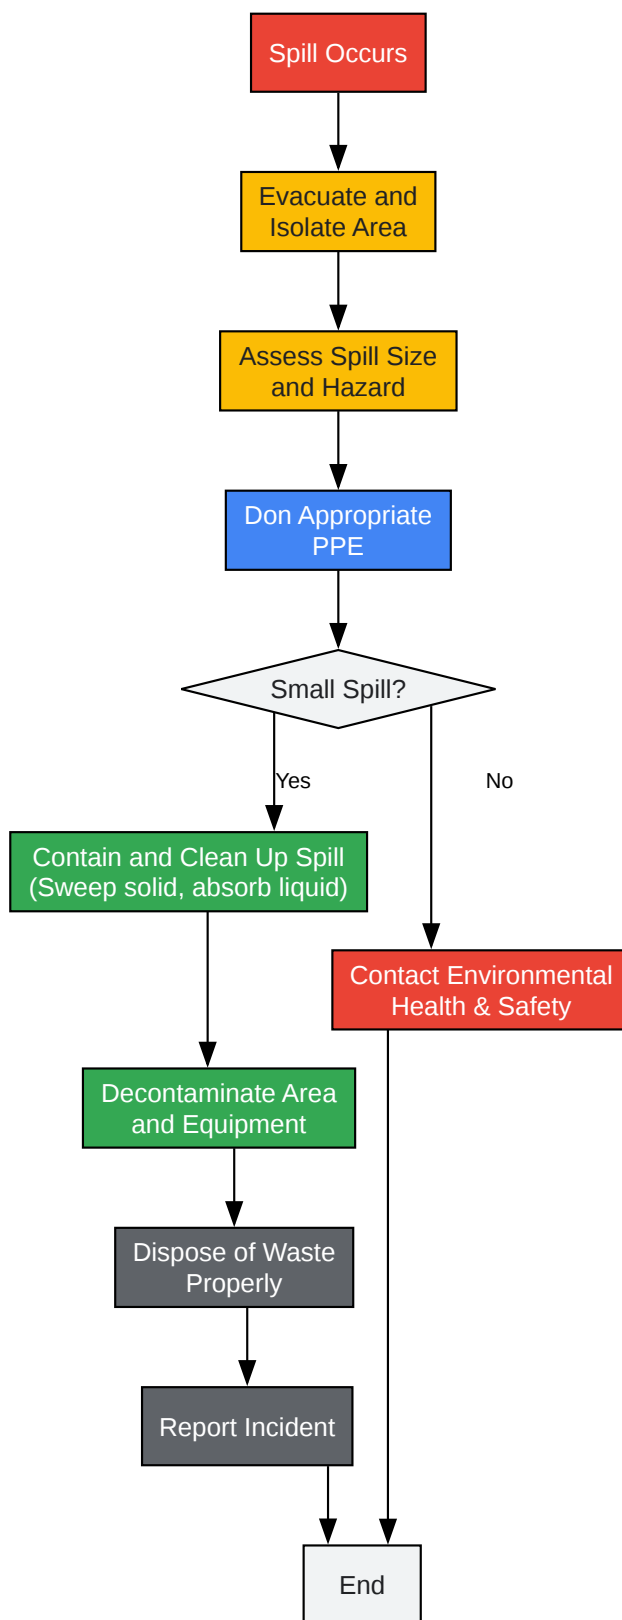 Spill Occurs
Evacuate and
Isolate Area
Assess Spill Size
and Hazard
Don Appropriate
PPE
Small Spill?
Yes
No
Contain and Clean Up Spill
(Sweep solid, absorb liquid)
Contact Environmental
Health & Safety
Decontaminate Area
and Equipment
Dispose of Waste
Properly
Report Incident
End